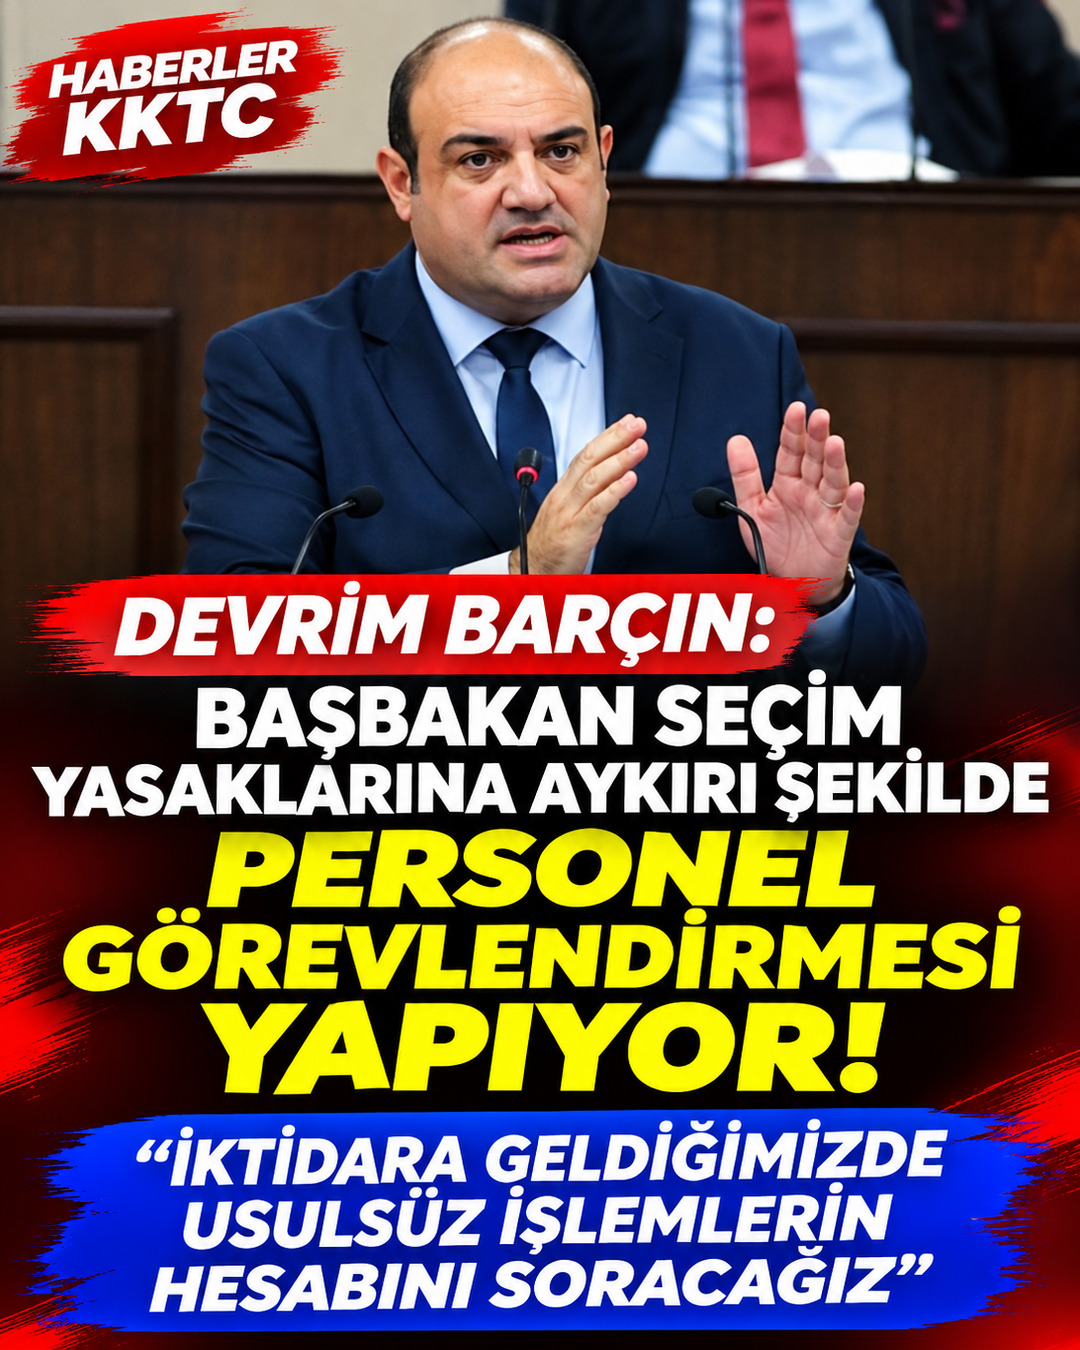 HABERLER
KKTC
DEVRİM BARÇIN:
BAŞBAKAN SEÇİM
YASAKLARINA AYKIRI ŞEKİLDE
PERSONEL
GÖREVLENDİRMESİ
YAPIYOR!
“İKTİDARA GELDİĞİMİZDE
USULSÜZ İŞLEMLERİN
HESABINI SORACAĞIZ”